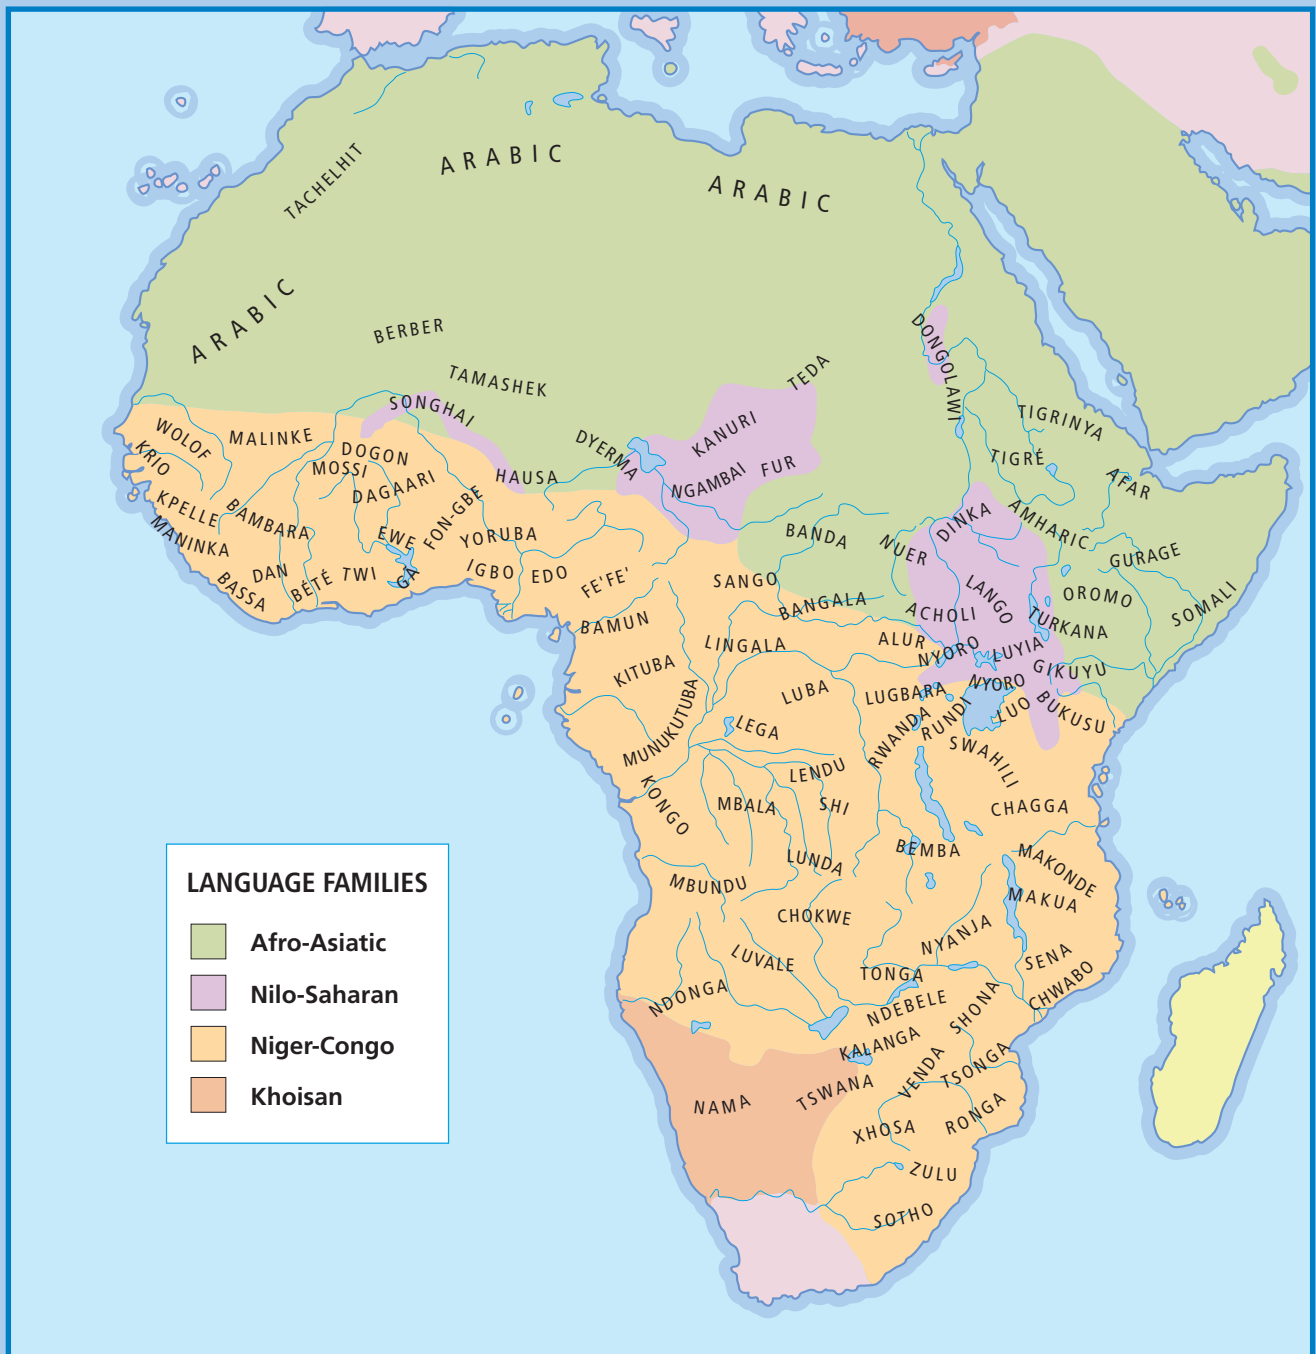 ARABIC
ARABIC
TACHELHIT
ARABIC
BERBER
TAMASHEK
TEDA
DONGOLAWI
SONGHAI
KANURI
TIGRINYA
WOLOF
MALINKE
DOGON
DYERMA
KRIO
MOSSI
NGAMBAI
FUR
TIGRÉ
AFAR
DAGAARI
HAUSA
KPELLE
BAMBARA
FON-GBE
DINKA
AMHARIC
MANINKA
EWE
YORUBA
BANDA
NUER
GURAGE
DAN
BÉTÉ
TWI
GÁ
IGBO
EDO
FE'FE'
SANGO
LANGO
OROMO
BASSA
BANGALA
ACHOLI
SOMALI
BAMUN
TURKANA
LINGALA
ALUR
NYORO
LUYIA
KITUBA
GIKUYU
LUBA
LUGBARA
NYORO
MUNUKUTUBA
LEGA
RWANDA
RUNDI
LUO
BUKUSU
SWAHILI
LENDU
KONGO
MBALA
SHI
CHAGGA
LUNDA
BEMBA
MAKONDE
MBUNDU
MAKUA
CHOKWE
NYANJA
LUVALE
TONGA
SENA
NDONGA
CHWABO
NDEBELE
SHONA
KALANGA
VENDA
TSONGA
NAMA
TSWANA
XHOSA
RONGA
ZULU
SOTHO
LANGUAGE FAMILIES
Afro-Asiatic
Nilo-Saharan
Niger-Congo
Khoisan